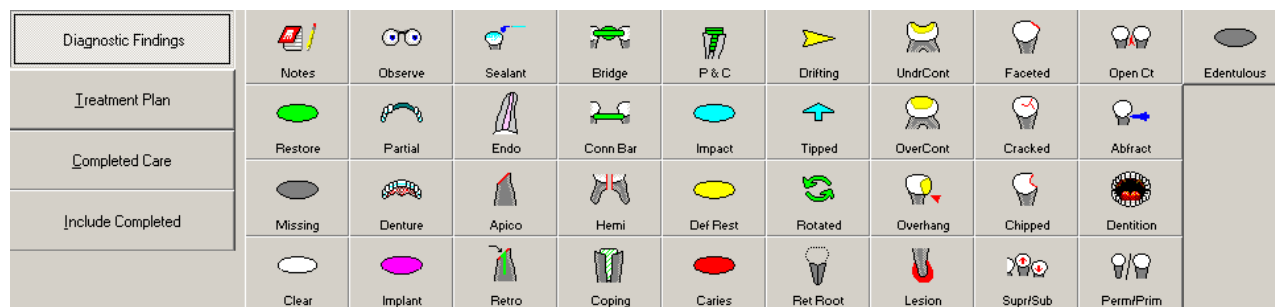 Diagnostic Findings
Treatment Plan
Completed Care
Include Completed
Notes Observe Sealant Bridge P & C Drifting UndrCont Faceted Open Ct Edentulous
Restore Partial Endo Conn Bar Impact Tipped OverCont Cracked Abfract
Missing Denture Apico Hemi Def Rest Rotated Overhang Chipped Dentition
Clear Implant Retro Coping Caries Ret Root Lesion Supr/Sub Perm/Prim